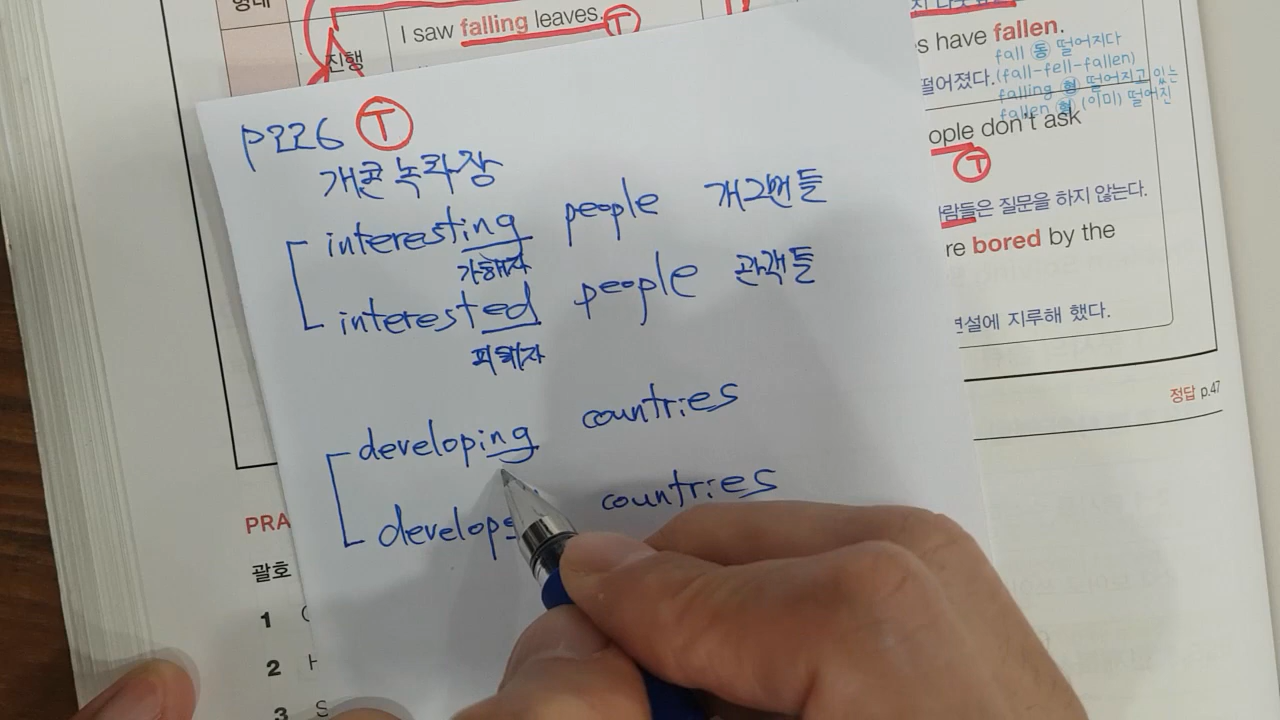 형태
진행
I saw falling leaves. T
s have fallen.
fall 동 떨어지다
떨어졌다. (fall-fell-fallen)
falling 형 떨어지고 있는
fallen 형 (이미) 떨어진
ople don't ask
T
람들은 질문을 하지 않는다.
re bored by the
연설에 지루해 했다.
정답 p.47
p226 T
개콘 녹화장
interesting people 개그맨들
가해자
interested people 관객들
피해자
developing countries
develope countries
PRA
괄호
1
2 H
3 S